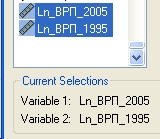 Ln_ВРП_2005
Ln_ВРП_1995
Current Selections
Variable 1: Ln_ВРП_2005
Variable 2: Ln_ВРП_1995